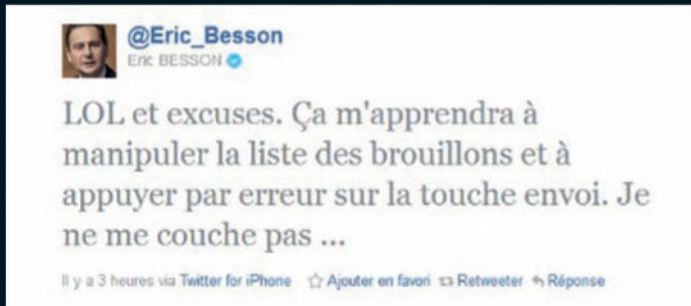 @Eric_Besson
Eric BESSON
LOL et excuses. Ça m'apprendra à
manipuler la liste des brouillons et à
appuyer par erreur sur la touche envoi. Je
ne me couche pas ...
Il y a 3 heures via Twitter for iPhone Ajouter en favori Retweeter Réponse